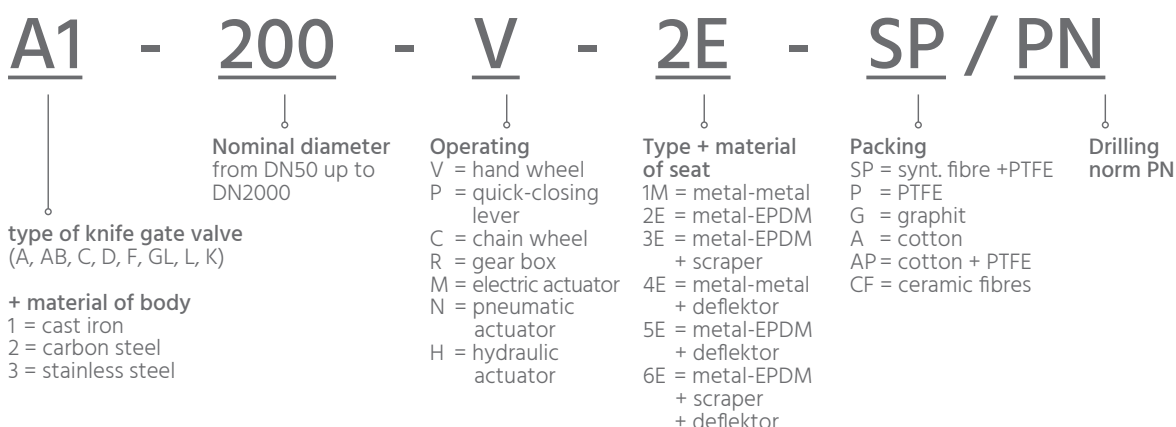 A1 - 200 - V - 2E - SP / PN
type of knife gate valve
(A, AB, C, D, F, GL, L, K)
+ material of body
1 = cast iron
2 = carbon steel
3 = stainless steel
Nominal diameter
from DN50 up to
DN2000
Operating
V = hand wheel
P = quick-closing
lever
C = chain wheel
R = gear box
M = electric actuator
N = pneumatic
actuator
H = hydraulic
actuator
Type + material
of seat
1M = metal-metal
2E = metal-EPDM
3E = metal-EPDM
+ scraper
4E = metal-metal
+ deflektor
5E = metal-EPDM
+ deflektor
6E = metal-EPDM
+ scraper
+ deflektor
Packing
SP = synt. fibre +PTFE
P = PTFE
G = graphit
A = cotton
AP = cotton + PTFE
CF = ceramic fibres
Drilling
norm PN